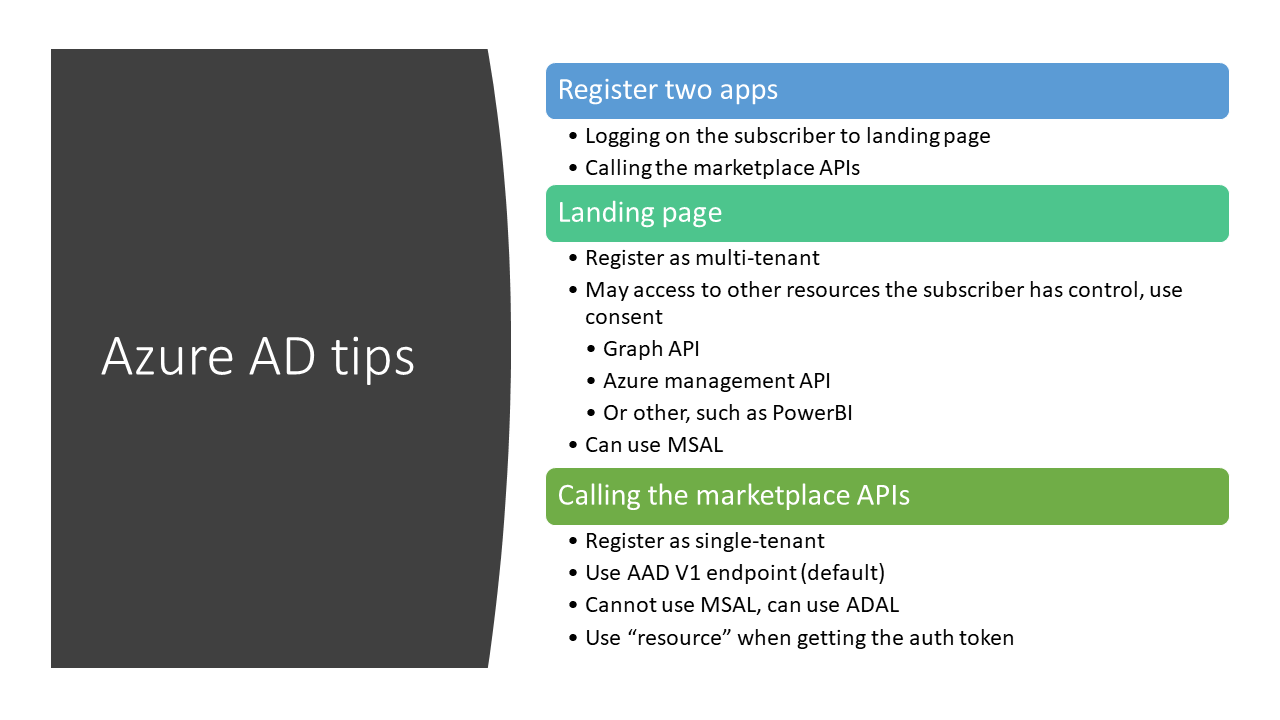 Azure AD tips
Register two apps
• Logging on the subscriber to landing page
• Calling the marketplace APIs
Landing page
• Register as multi-tenant
• May access to other resources the subscriber has control, use
consent
• Graph API
• Azure management API
• Or other, such as PowerBI
• Can use MSAL
Calling the marketplace APIs
• Register as single-tenant
• Use AAD V1 endpoint (default)
• Cannot use MSAL, can use ADAL
• Use “resource” when getting the auth token